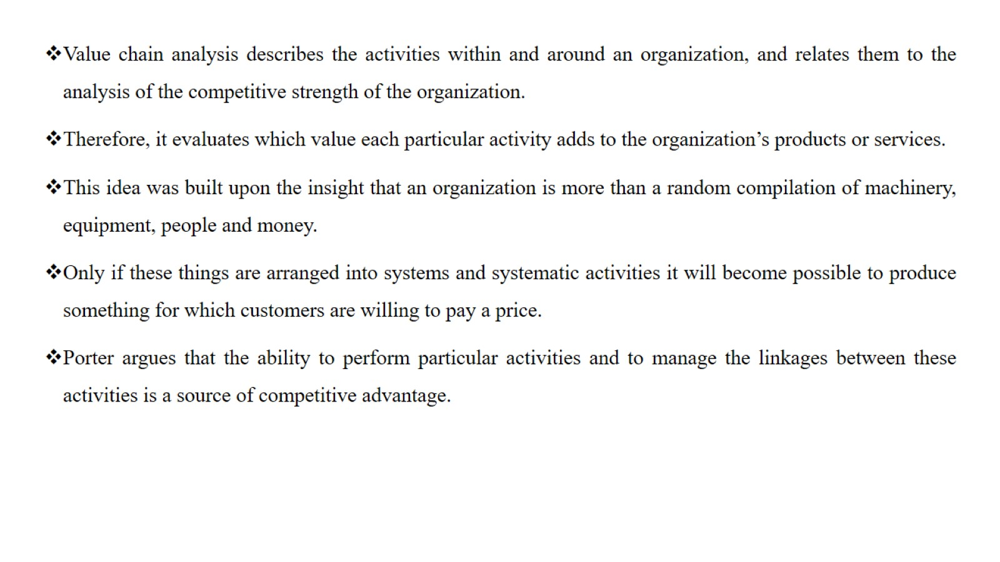 ❖Value chain analysis describes the activities within and around an organization, and relates them to the
analysis of the competitive strength of the organization.
❖Therefore, it evaluates which value each particular activity adds to the organization’s products or services.
❖This idea was built upon the insight that an organization is more than a random compilation of machinery,
equipment, people and money.
❖Only if these things are arranged into systems and systematic activities it will become possible to produce
something for which customers are willing to pay a price.
❖Porter argues that the ability to perform particular activities and to manage the linkages between these
activities is a source of competitive advantage.